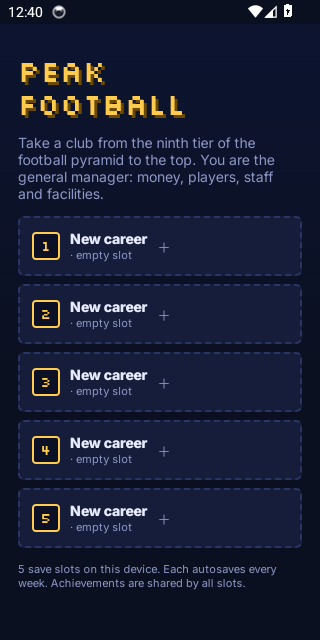 12:40
PEAK
FOOTBALL
Take a club from the ninth tier of the
football pyramid to the top. You are the
general manager: money, players, staff
and facilities.
1
New career
· empty slot
+
2
New career
· empty slot
+
3
New career
· empty slot
+
4
New career
· empty slot
+
5
New career
· empty slot
+
5 save slots on this device. Each autosaves every
week. Achievements are shared by all slots.